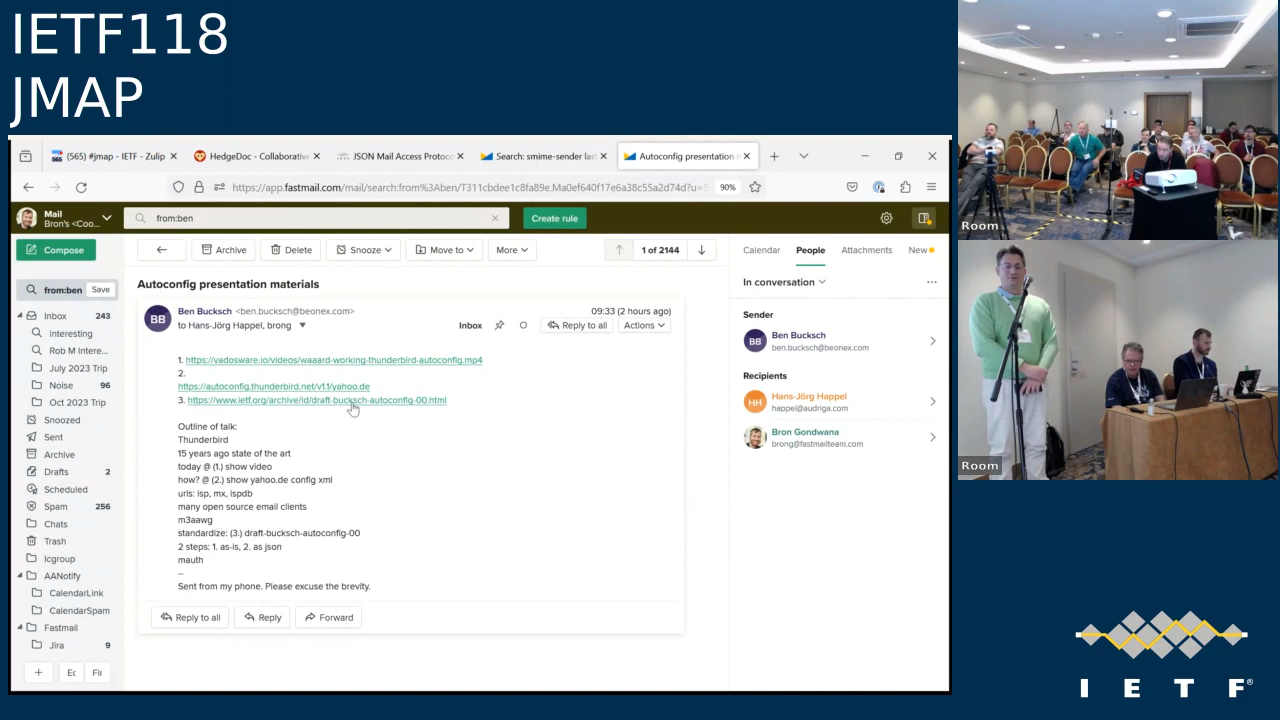 IETF118
JMAP
(565) #jmap - IETF - Zulip
HedgeDoc - Collaborative
JSON Mail Access Protoco
Search: smime-sender las
Autoconfig presentation
https://app.fastmail.com/mail/search:from%3Aben/T311cbdee1c8fa89e.Ma0ef640f17e6a38c55a2d74d?u=5
90%
Mail
Bron's <Coo...
from:ben
Create rule
Compose
Archive
Delete
Snooze
Move to
More
1 of 2144
Calendar
People
Attachments
New
from:ben
Save
Inbox 243
interesting
Rob M Intere...
July 2023 Trip
Noise 96
Oct 2023 Trip
Snoozed
Sent
Archive
Drafts 2
Scheduled
Spam 256
Chats
Trash
lcgroup
AANotify
CalendarLink
CalendarSpam
Fastmail
Jira 9
Autoconfig presentation materials
BB
Ben Bucksch <ben.bucksch@beonex.com>
09:33 (2 hours ago)
to Hans-Jörg Happel, brong
Inbox
Reply to all
Actions
1. https://vadosware.io/videos/waaard-working-thunderbird-autoconfig.mp4
2.
https://autoconfig.thunderbird.net/v1.1/yahoo.de
3. https://www.ietf.org/archive/id/draft-bucksch-autoconfig-00.html
Outline of talk:
Thunderbird
15 years ago state of the art
today @ (1.) show video
how? @ (2.) show yahoo.de config xml
urls: isp, mx, ispdb
many open source email clients
m3aawg
standardize: (3.) draft-bucksch-autoconfig-00
2 steps: 1. as-is, 2. as json
mauth
--
Sent from my phone. Please excuse the brevity.
Reply to all
Reply
Forward
In conversation
Sender
BB
Ben Bucksch
ben.bucksch@beonex.com
Recipients
HH
Hans-Jörg Happel
happel@audriga.com
Bron Gondwana
brong@fastmailteam.com
Room
Room
IETF®